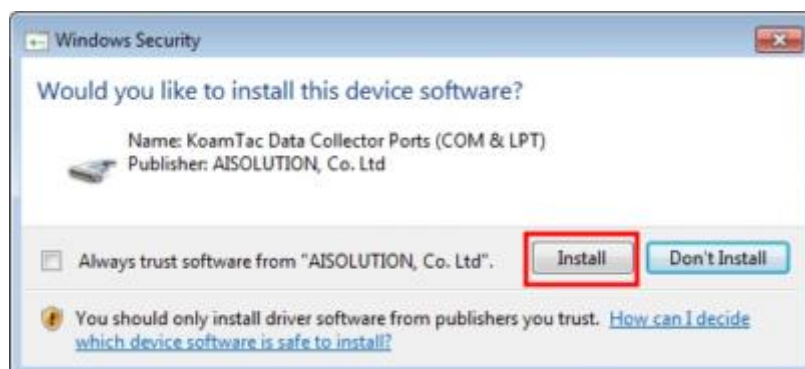 Windows Security
Would you like to install this device software?
Name: KoamTac Data Collector Ports (COM & LPT)
Publisher: AISOLUTION, Co. Ltd
Always trust software from "AISOLUTION, Co. Ltd".
Install
Don't Install
You should only install driver software from publishers you trust. How can I decide
which device software is safe to install?